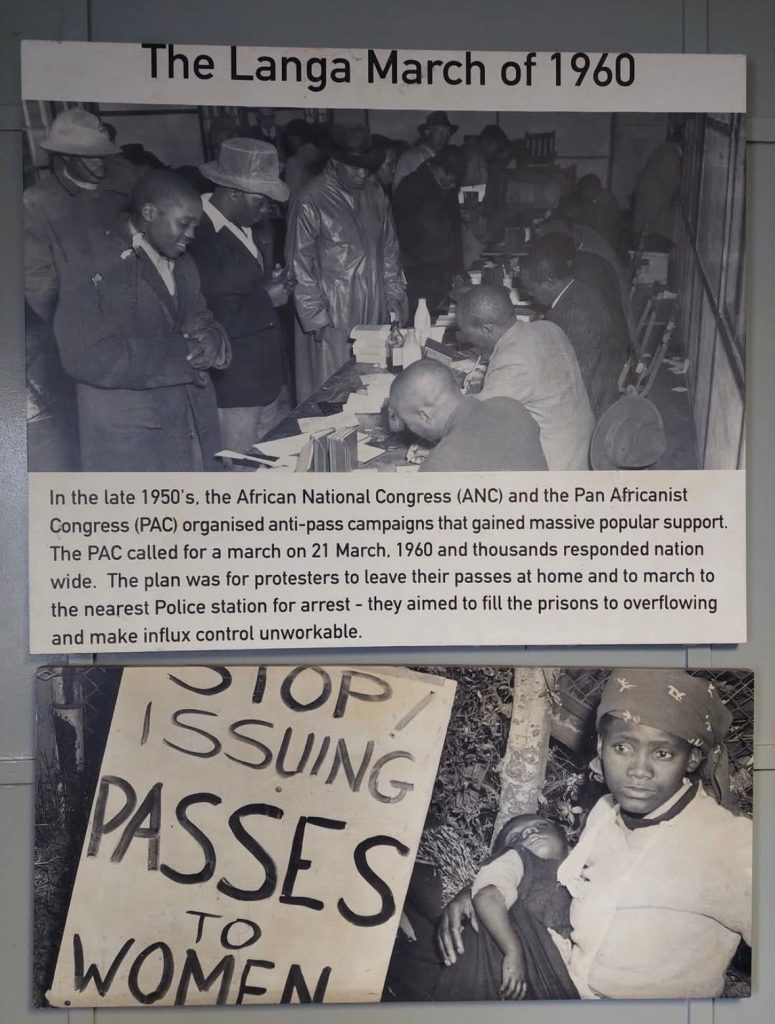 The Langa March of 1960
In the late 1950's, the African National Congress (ANC) and the Pan Africanist
Congress (PAC) organised anti-pass campaigns that gained massive popular support.
The PAC called for a march on 21 March, 1960 and thousands responded nation
wide. The plan was for protesters to leave their passes at home and to march to
the nearest Police station for arrest - they aimed to fill the prisons to overflowing
and make influx control unworkable.
STOP!
ISSUING
PASSES
TO
WOMEN